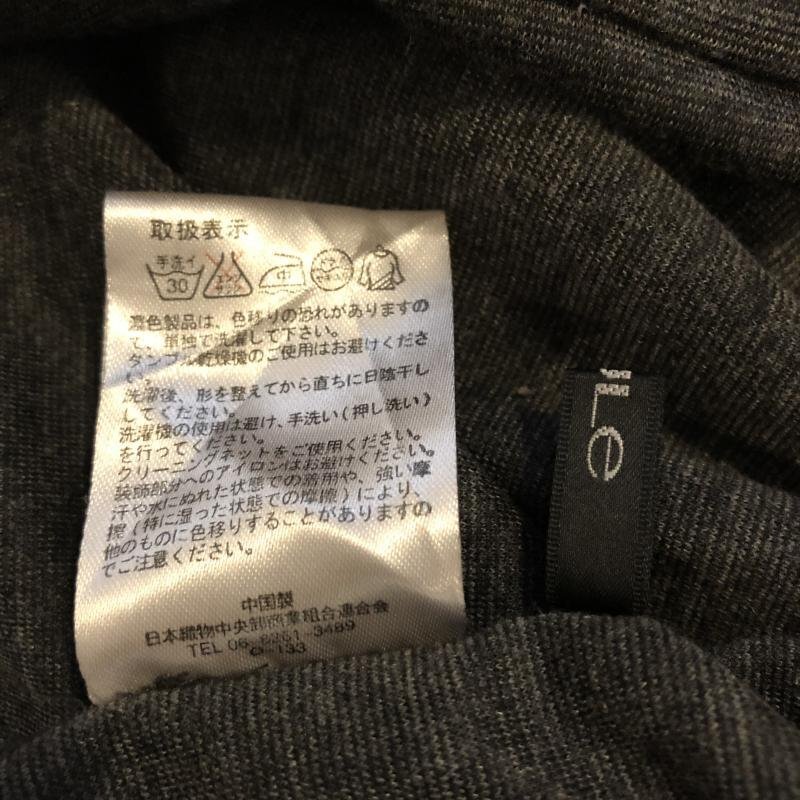 取扱表示
手洗イ
30
中
濃色製品は、色移りの恐れがありますの
で、単独で洗濯して下さい。
タンブル乾燥機のご使用はお避けくださ
い。
洗濯後、形を整えてから直ちに日陰干し
してください。
洗濯機の使用は避け、手洗い(押し洗い)
を行ってください。
クリーニングネットをご使用ください。
装飾部分へのアイロンはお避けください。
汗や水にぬれた状態での着用や、強い摩
擦(特に湿った状態での摩擦)により、
他のものに色移りすることがありますの
でご注意ください。
中国製
日本織物中央卸商業組合連合会
TEL 06-6261-3489
-133
Le